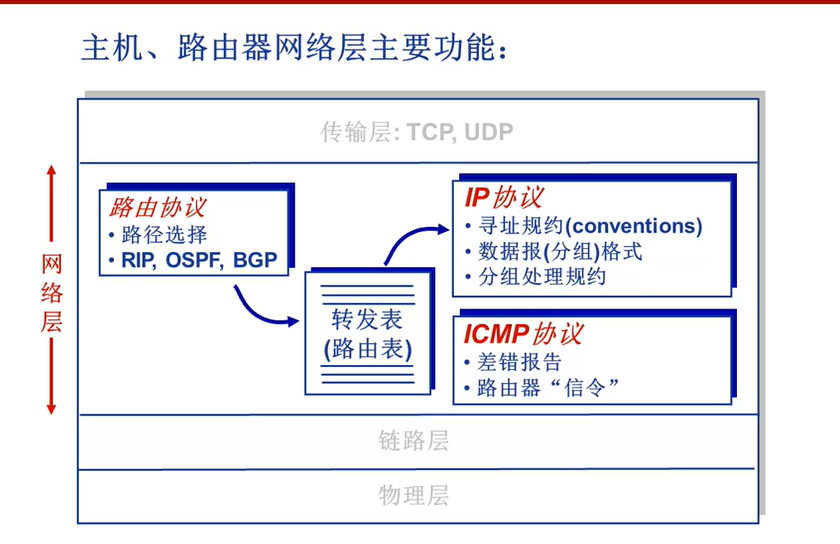 主机、路由器网络层主要功能：
传输层: TCP, UDP
网
络
层
路由协议
• 路径选择
• RIP, OSPF, BGP
转发表
(路由表)
IP协议
• 寻址规约(conventions)
• 数据报(分组)格式
• 分组处理规约
ICMP协议
• 差错报告
• 路由器“信令”
链路层
物理层